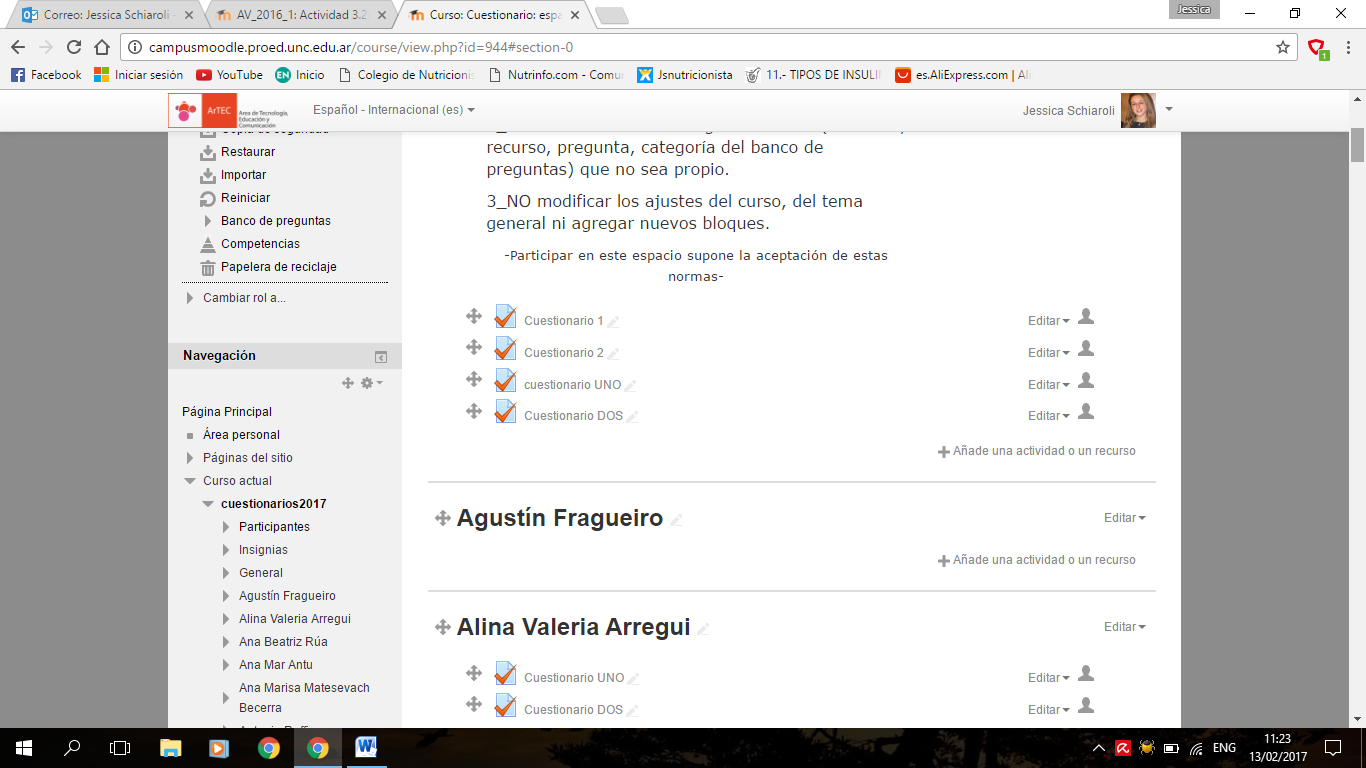 Correo: Jessica Schiaroli -
AV_2016_1: Actividad 3.2
Curso: Cuestionario: espa
Jessica
campusmoodle.proed.unc.edu.ar/course/view.php?id=944#section-0
1
Facebook
Iniciar sesión
YouTube
EN Inicio
Colegio de Nutricionis
Nutrinfo.com - Comu
Jsnutricionista
11.- TIPOS DE INSULI
es.AliExpress.com | Al
ArTEC
Área de Tecnología,
Educación y
Comunicación
Español - Internacional (es)
Jessica Schiaroli
Copia de seguridad
Restaurar
Importar
Reiniciar
Banco de preguntas
Competencias
Papelera de reciclaje
Cambiar rol a...
Navegación
Página Principal
Área personal
Páginas del sitio
Curso actual
cuestionarios2017
Participantes
Insignias
General
Agustín Fragueiro
Alina Valeria Arregui
Ana Beatriz Rúa
Ana Mar Antu
Ana Marisa Matesevach
Becerra
recurso, pregunta, categoría del banco de
preguntas) que no sea propio.
3_NO modificar los ajustes del curso, del tema
general ni agregar nuevos bloques.
-Participar en este espacio supone la aceptación de estas
normas-
Cuestionario 1
Editar
Cuestionario 2
Editar
cuestionario UNO
Editar
Cuestionario DOS
Editar
Añade una actividad o un recurso
Agustín Fragueiro
Editar
Añade una actividad o un recurso
Alina Valeria Arregui
Editar
Cuestionario UNO
Editar
Cuestionario DOS
Editar
ENG
11:23
13/02/2017